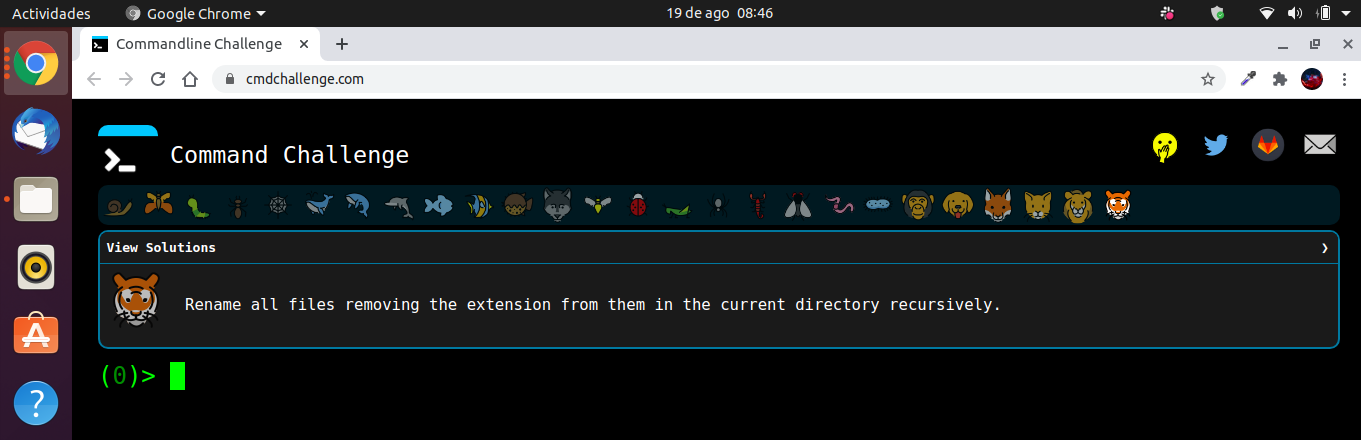 Actividades Google Chrome 19 de ago 08:46
Commandline Challenge
cmdchallenge.com
Command Challenge
View Solutions
Rename all files removing the extension from them in the current directory recursively.
(0)>